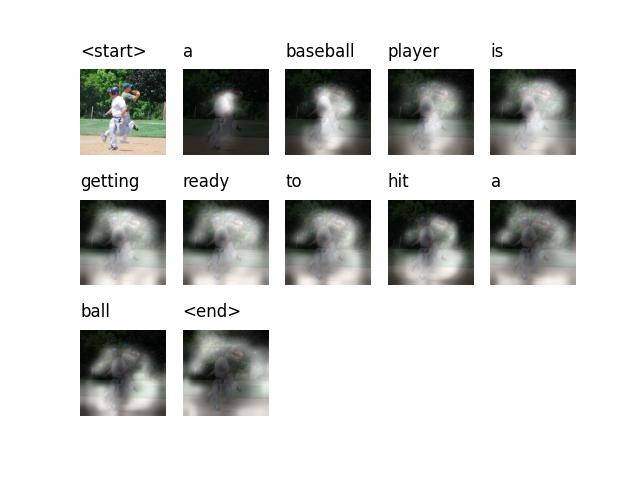 <start> a baseball player is
getting ready to hit a
ball <end>